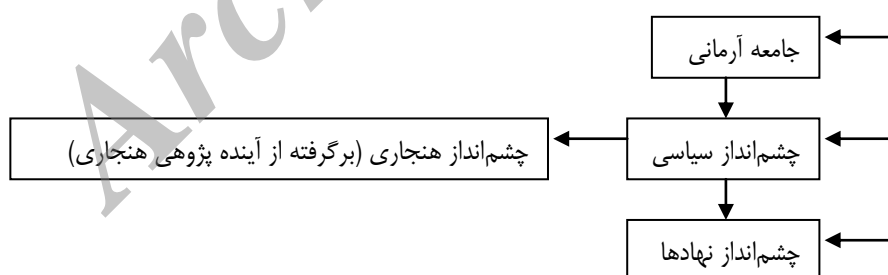 جامعه آرمانی
چشم‌انداز سیاسی
چشم‌انداز هنجاری (برگرفته از آینده پژوهی هنجاری)
چشم‌انداز نهادها